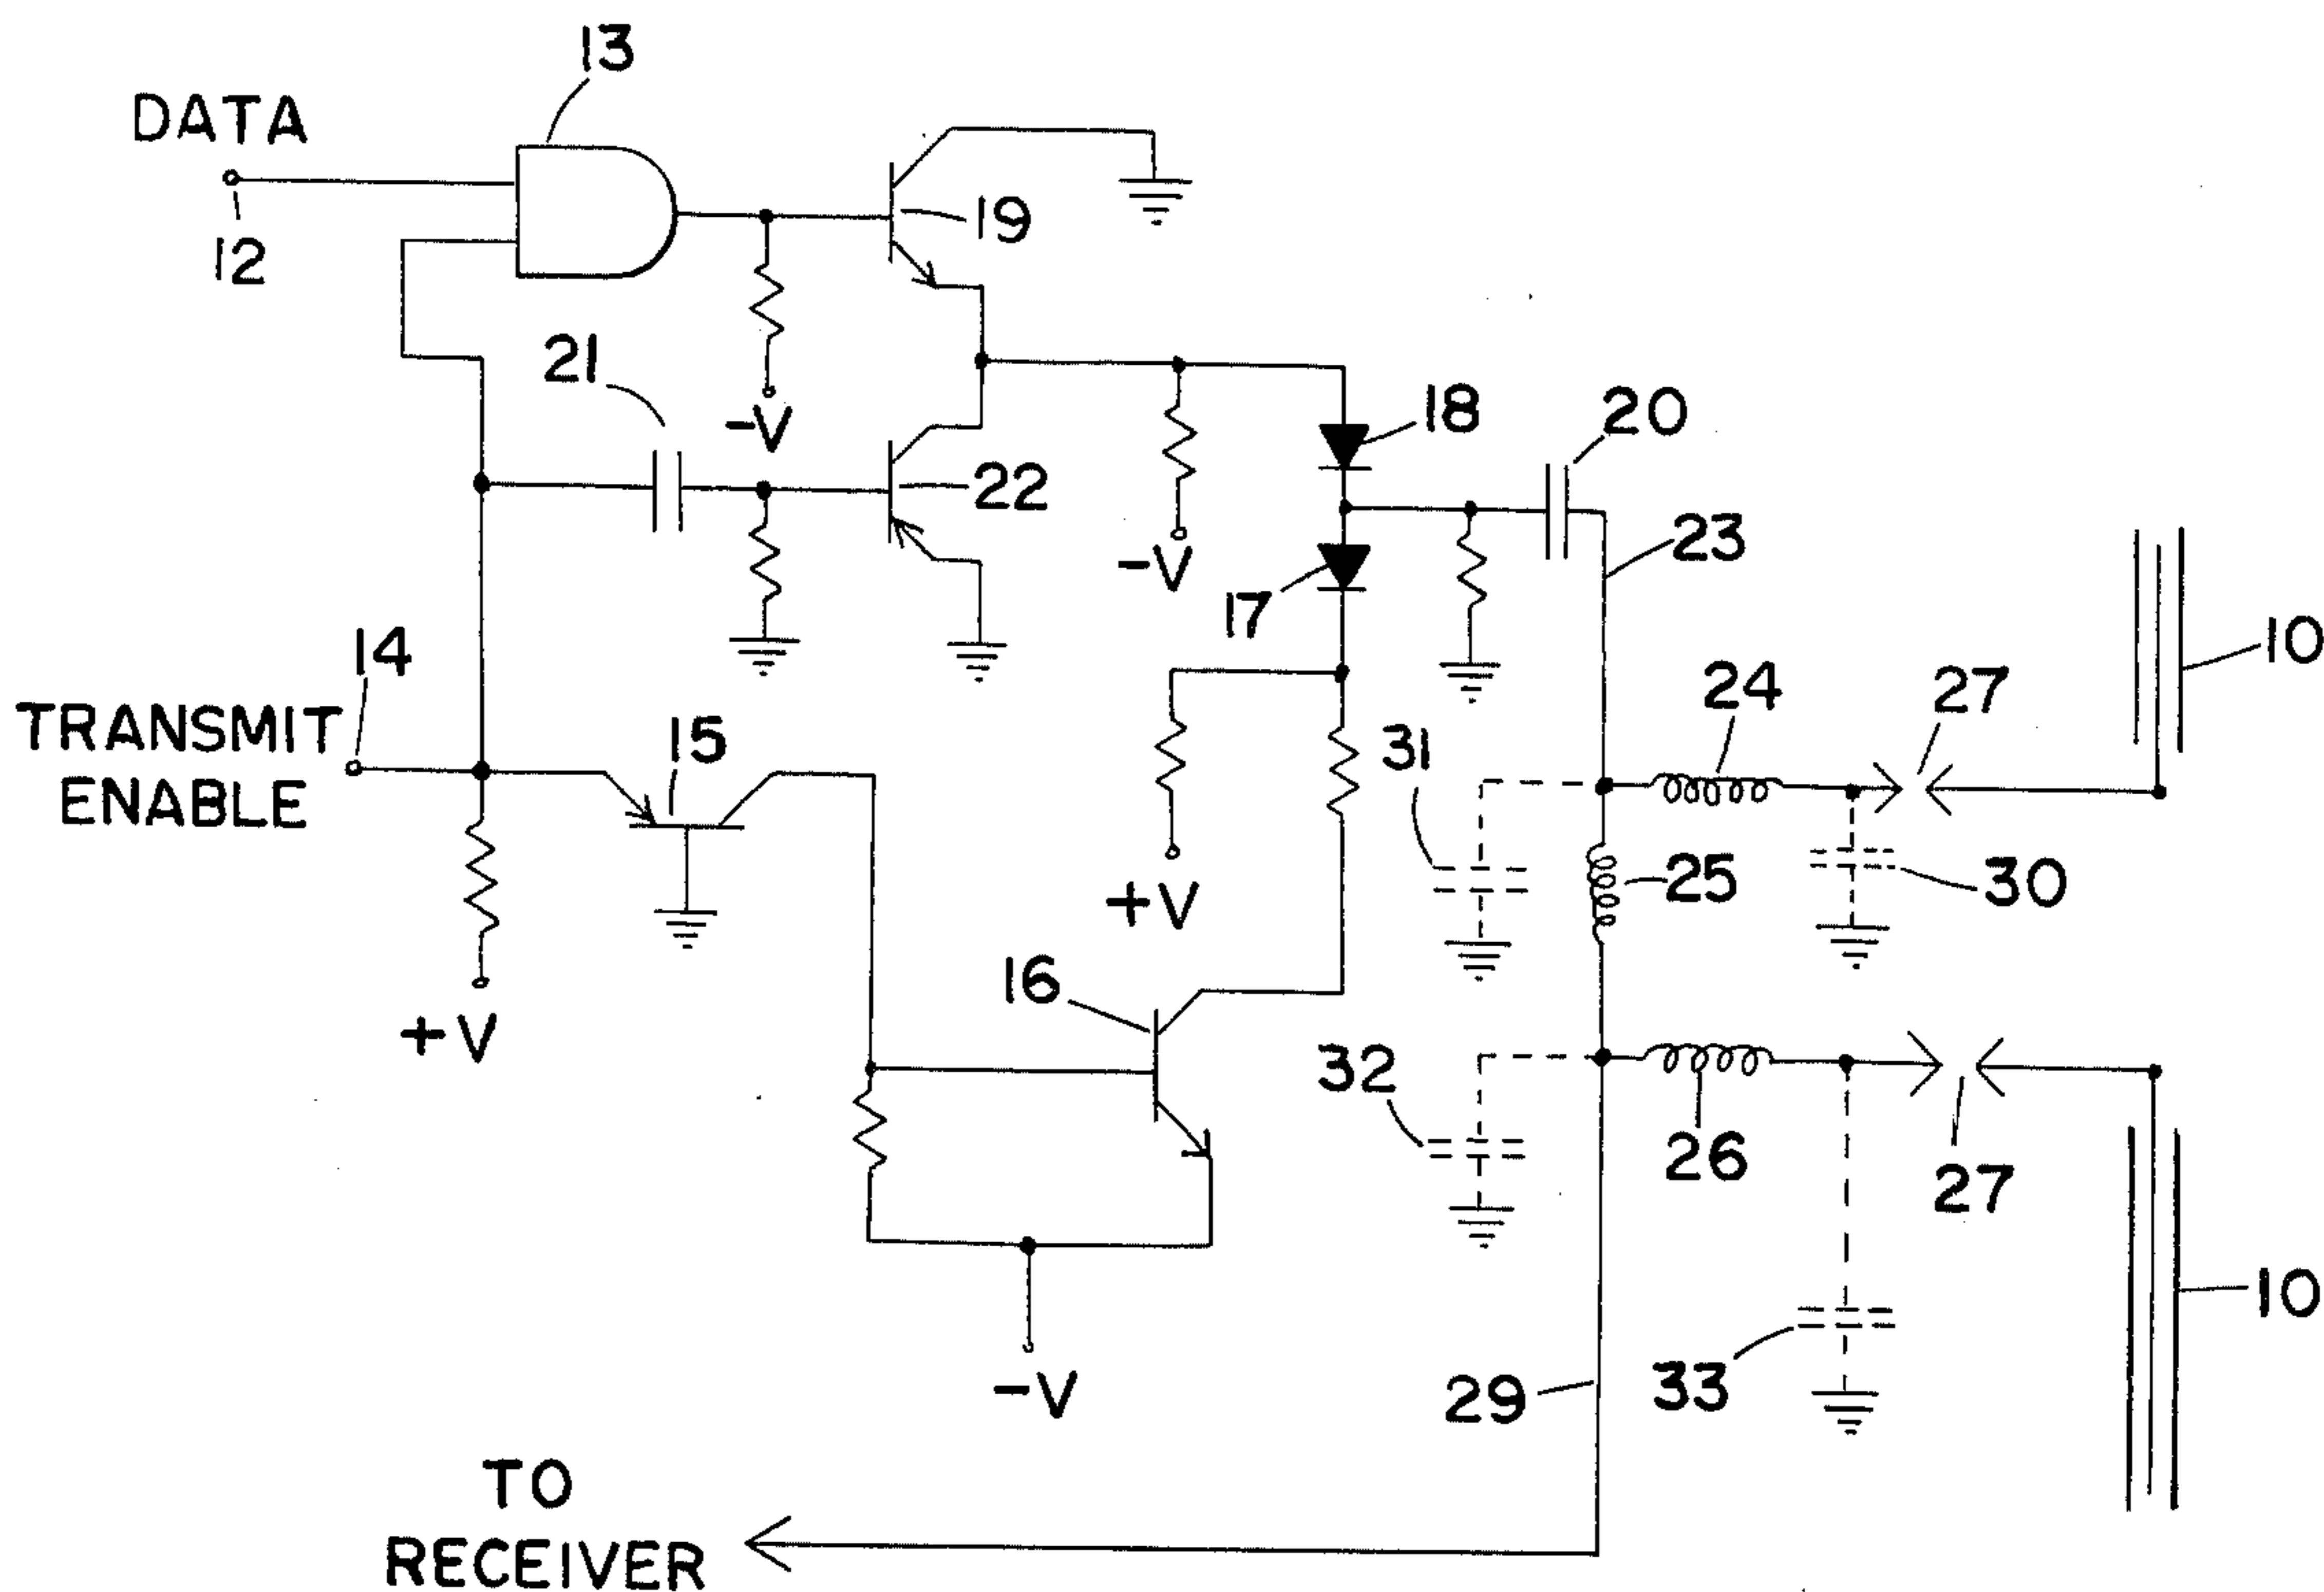 13
DATA
12
19
21
-V
18
20
22
23
-V
17
10
14
24
27
TRANSMIT
ENABLE
15
31
25
30
+V
16
+V
32
26
27
10
-V
29
33
TO
RECEIVER